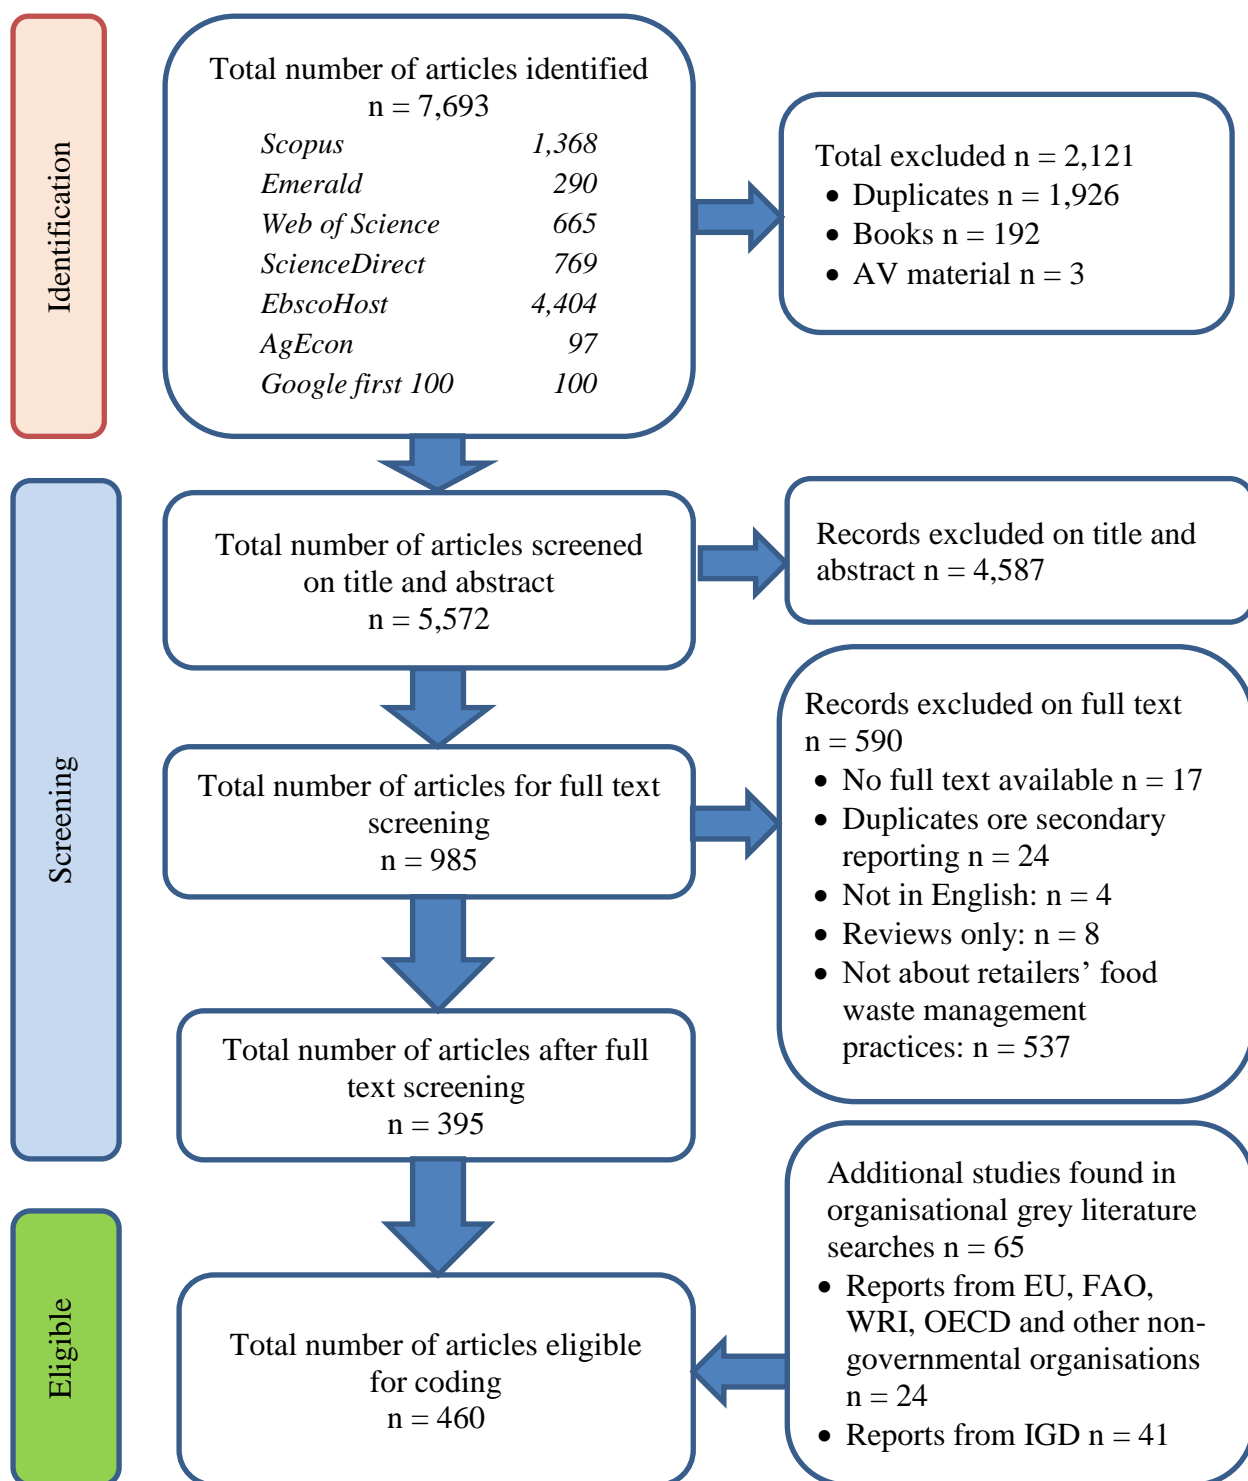 Identification
Total number of articles identified
n = 7,693
Scopus 1,368
Emerald 290
Web of Science 665
ScienceDirect 769
EbscoHost 4,404
AgEcon 97
Google first 100 100
Total excluded n = 2,121
• Duplicates n = 1,926
• Books n = 192
• AV material n = 3
Screening
Total number of articles screened
on title and abstract
n = 5,572
Records excluded on title and
abstract n = 4,587
Total number of articles for full text
screening
n = 985
Records excluded on full text
n = 590
• No full text available n = 17
• Duplicates ore secondary
reporting n = 24
• Not in English: n = 4
• Reviews only: n = 8
• Not about retailers’ food
waste management
practices: n = 537
Total number of articles after full
text screening
n = 395
Eligible
Additional studies found in
organisational grey literature
searches n = 65
• Reports from EU, FAO,
WRI, OECD and other non-
governmental organisations
n = 24
• Reports from IGD n = 41
Total number of articles eligible
for coding
n = 460